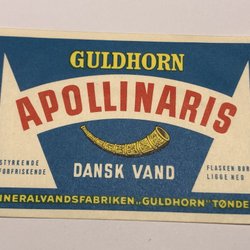 GULDHORN
APOLLINARIS
DANSK VAND
STYRKENDE
FORFRISKENDE
FLASKEN BØR
LIGGE NED
MINERALVANDSFABRIKEN „GULDHORN" TØNDER